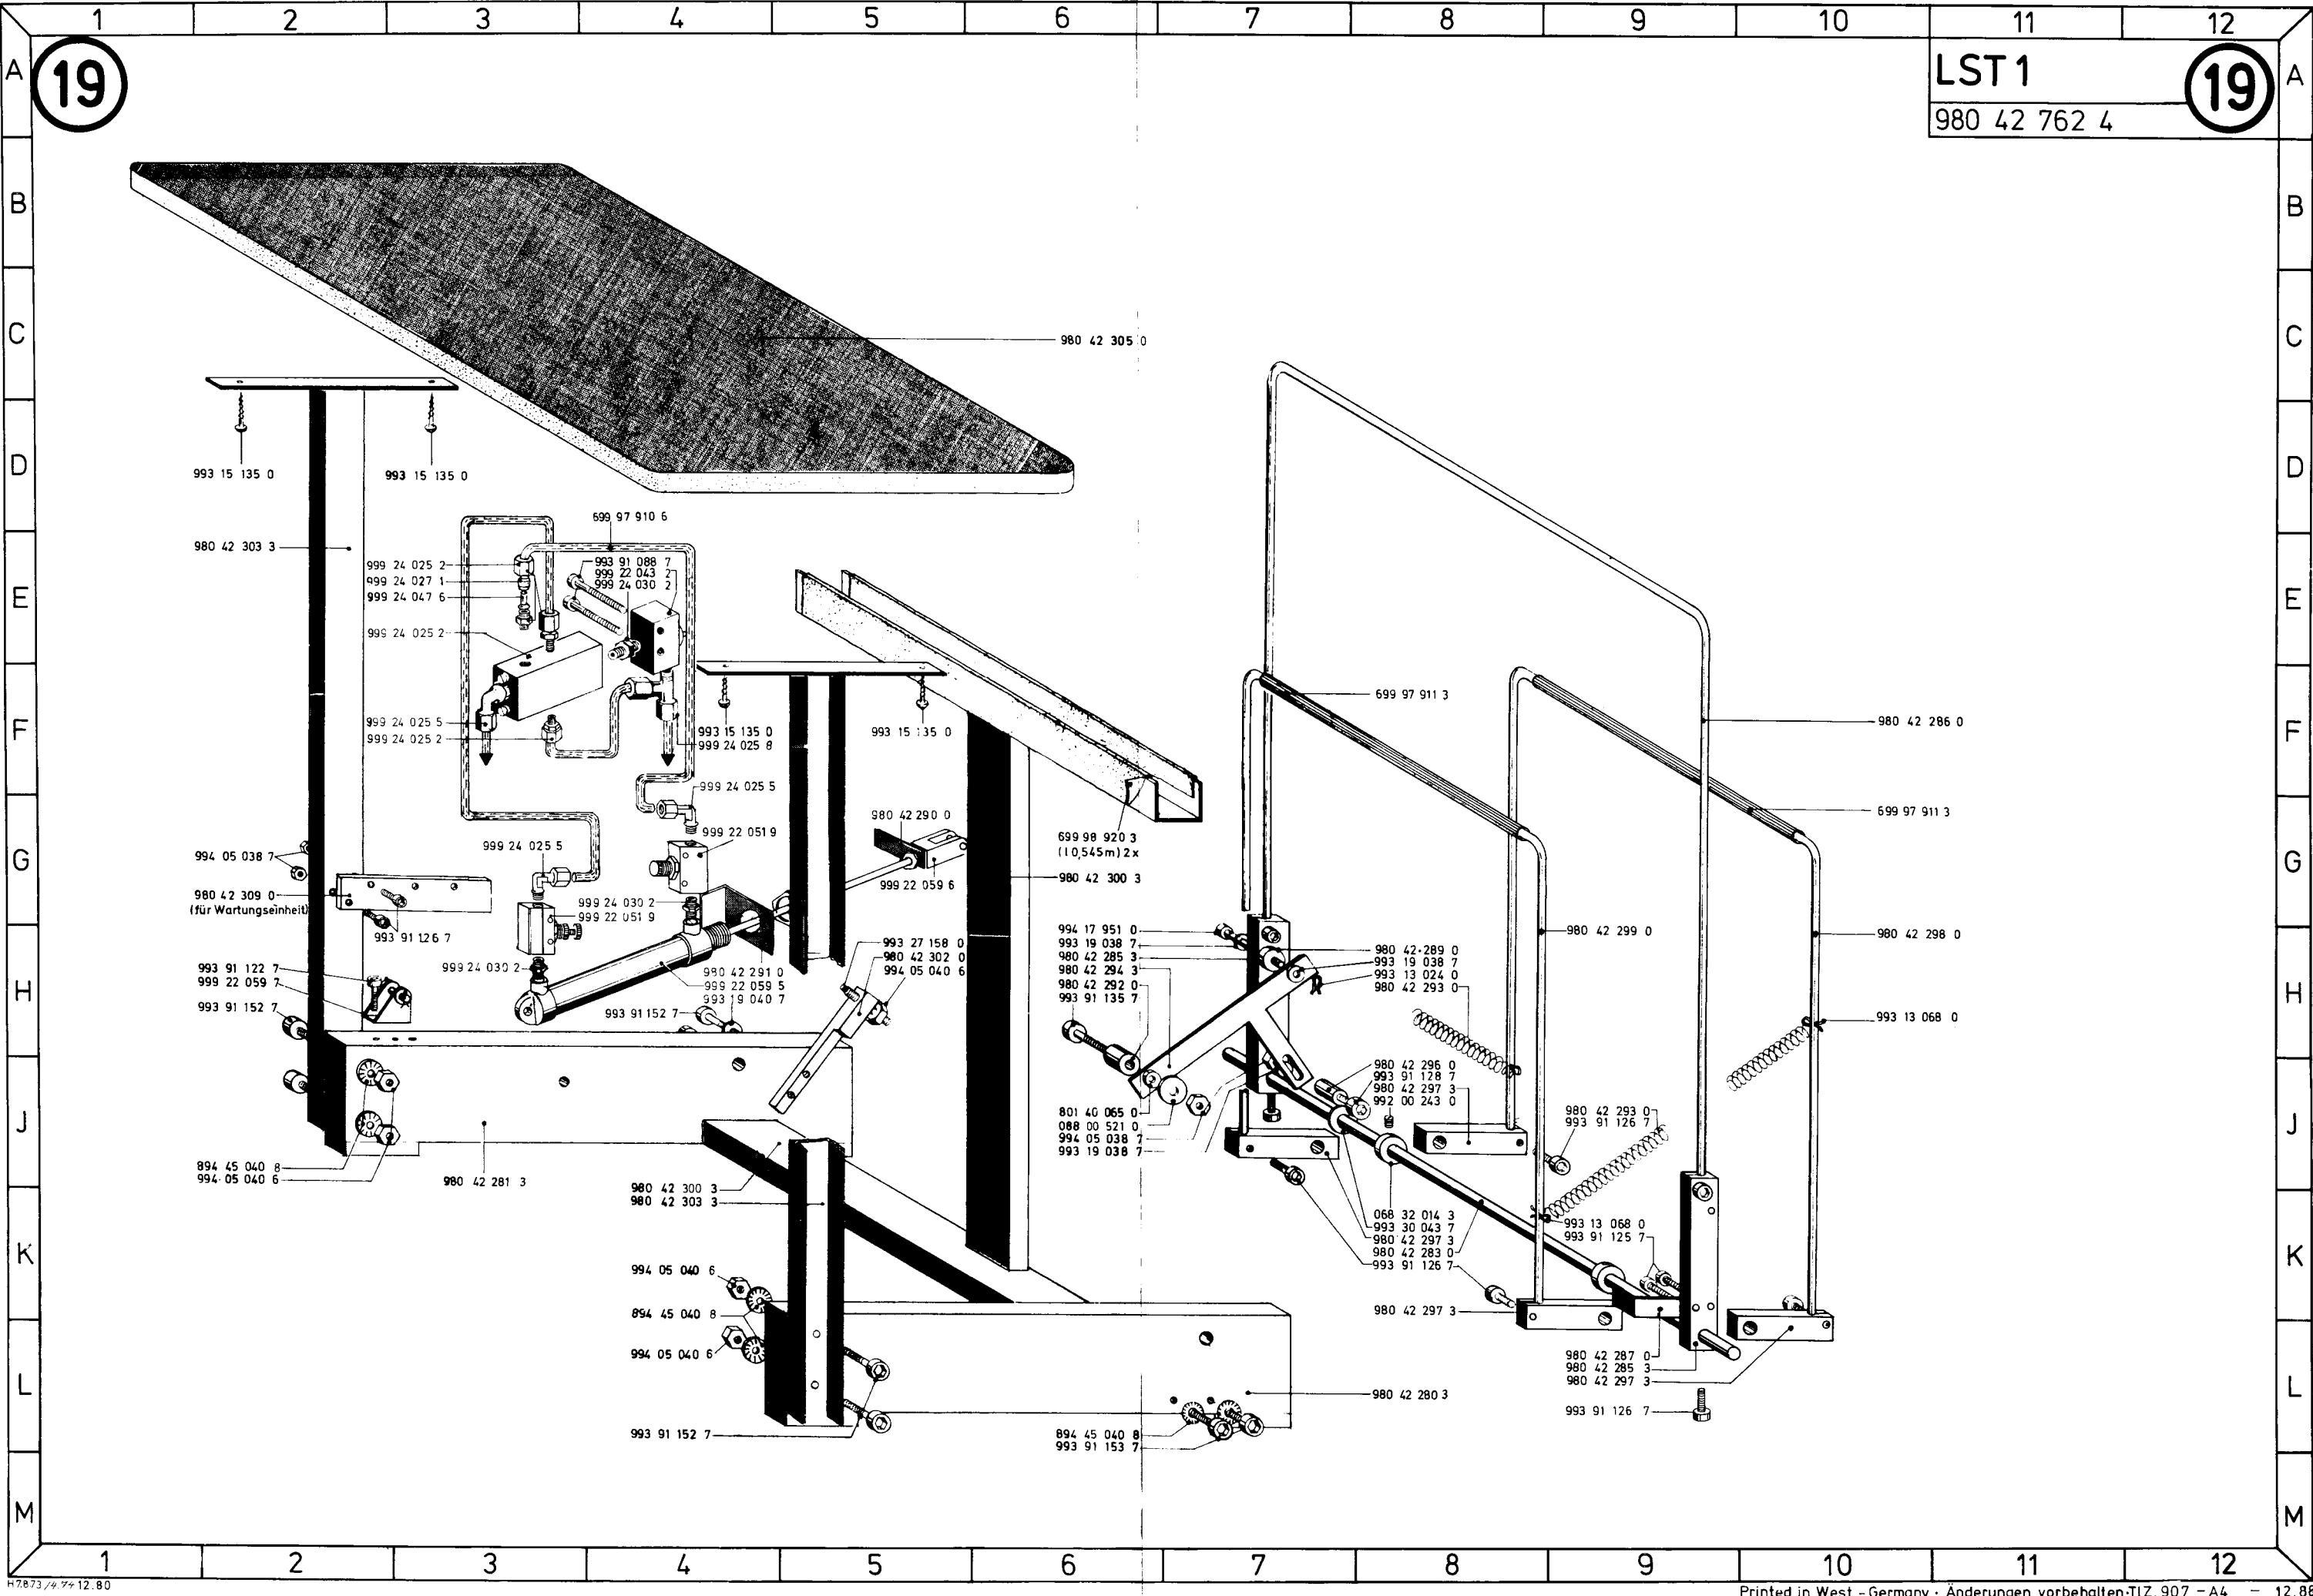 1 2 3 4 5 6 7 8 9 10 11 12
A A
19
LST 1
19
980 42 762 4
B B
C C
980 42 305 0
D D
993 15 135 0
993 15 135 0
699 97 910 6
980 42 303 3
999 24 025 2
999 24 027 1
999 24 047 6
993 91 088 7
999 22 043 2
999 24 030 2
E E
999 24 025 2
699 97 911 3
980 42 286 0
999 24 025 5
999 24 025 2
993 15 135 0
999 24 025 8
993 15 135 0
F F
999 24 025 5
980 42 290 0
699 97 911 3
999 22 051 9
699 98 920 3
(l 0,545m) 2x
999 24 025 5
994 05 038 7
G G
980 42 300 3
999 22 059 6
980 42 309 0
(für Wartungseinheit)
999 24 030 2
999 22 051 9
993 91 126 7
994 17 951 0
993 19 038 7
980 42 285 3
980 42 294 3
980 42 292 0
993 91 135 7
980 42 299 0
980 42 298 0
993 27 158 0
980 42 302 0
994 05 040 6
980 42 289 0
993 19 038 7
993 13 024 0
980 42 293 0
993 91 122 7
999 22 059 7
993 91 152 7
999 24 030 2
980 42 291 0
999 22 059 5
993 19 040 7
993 91 152 7
H H
993 13 068 0
980 42 296 0
993 91 128 7
980 42 297 3
992 00 243 0
801 40 065 0
088 00 521 0
994 05 038 7
993 19 038 7
980 42 293 0
993 91 126 7
J J
894 45 040 8
994 05 040 6
980 42 281 3
980 42 300 3
980 42 303 3
068 32 014 3
993 30 043 7
980 42 297 3
980 42 283 0
993 91 126 7
993 13 068 0
993 91 125 7
K K
994 05 040 6
894 45 040 8
994 05 040 6
980 42 297 3
980 42 287 0
980 42 285 3
980 42 297 3
L L
980 42 280 3
993 91 126 7
993 91 152 7
894 45 040 8
993 91 153 7
M M
1 2 3 4 5 6 7 8 9 10 11 12
12.80
Printed in West-Germany · Änderungen vorbehalten · TIZ. 907 - A4 - 12.86